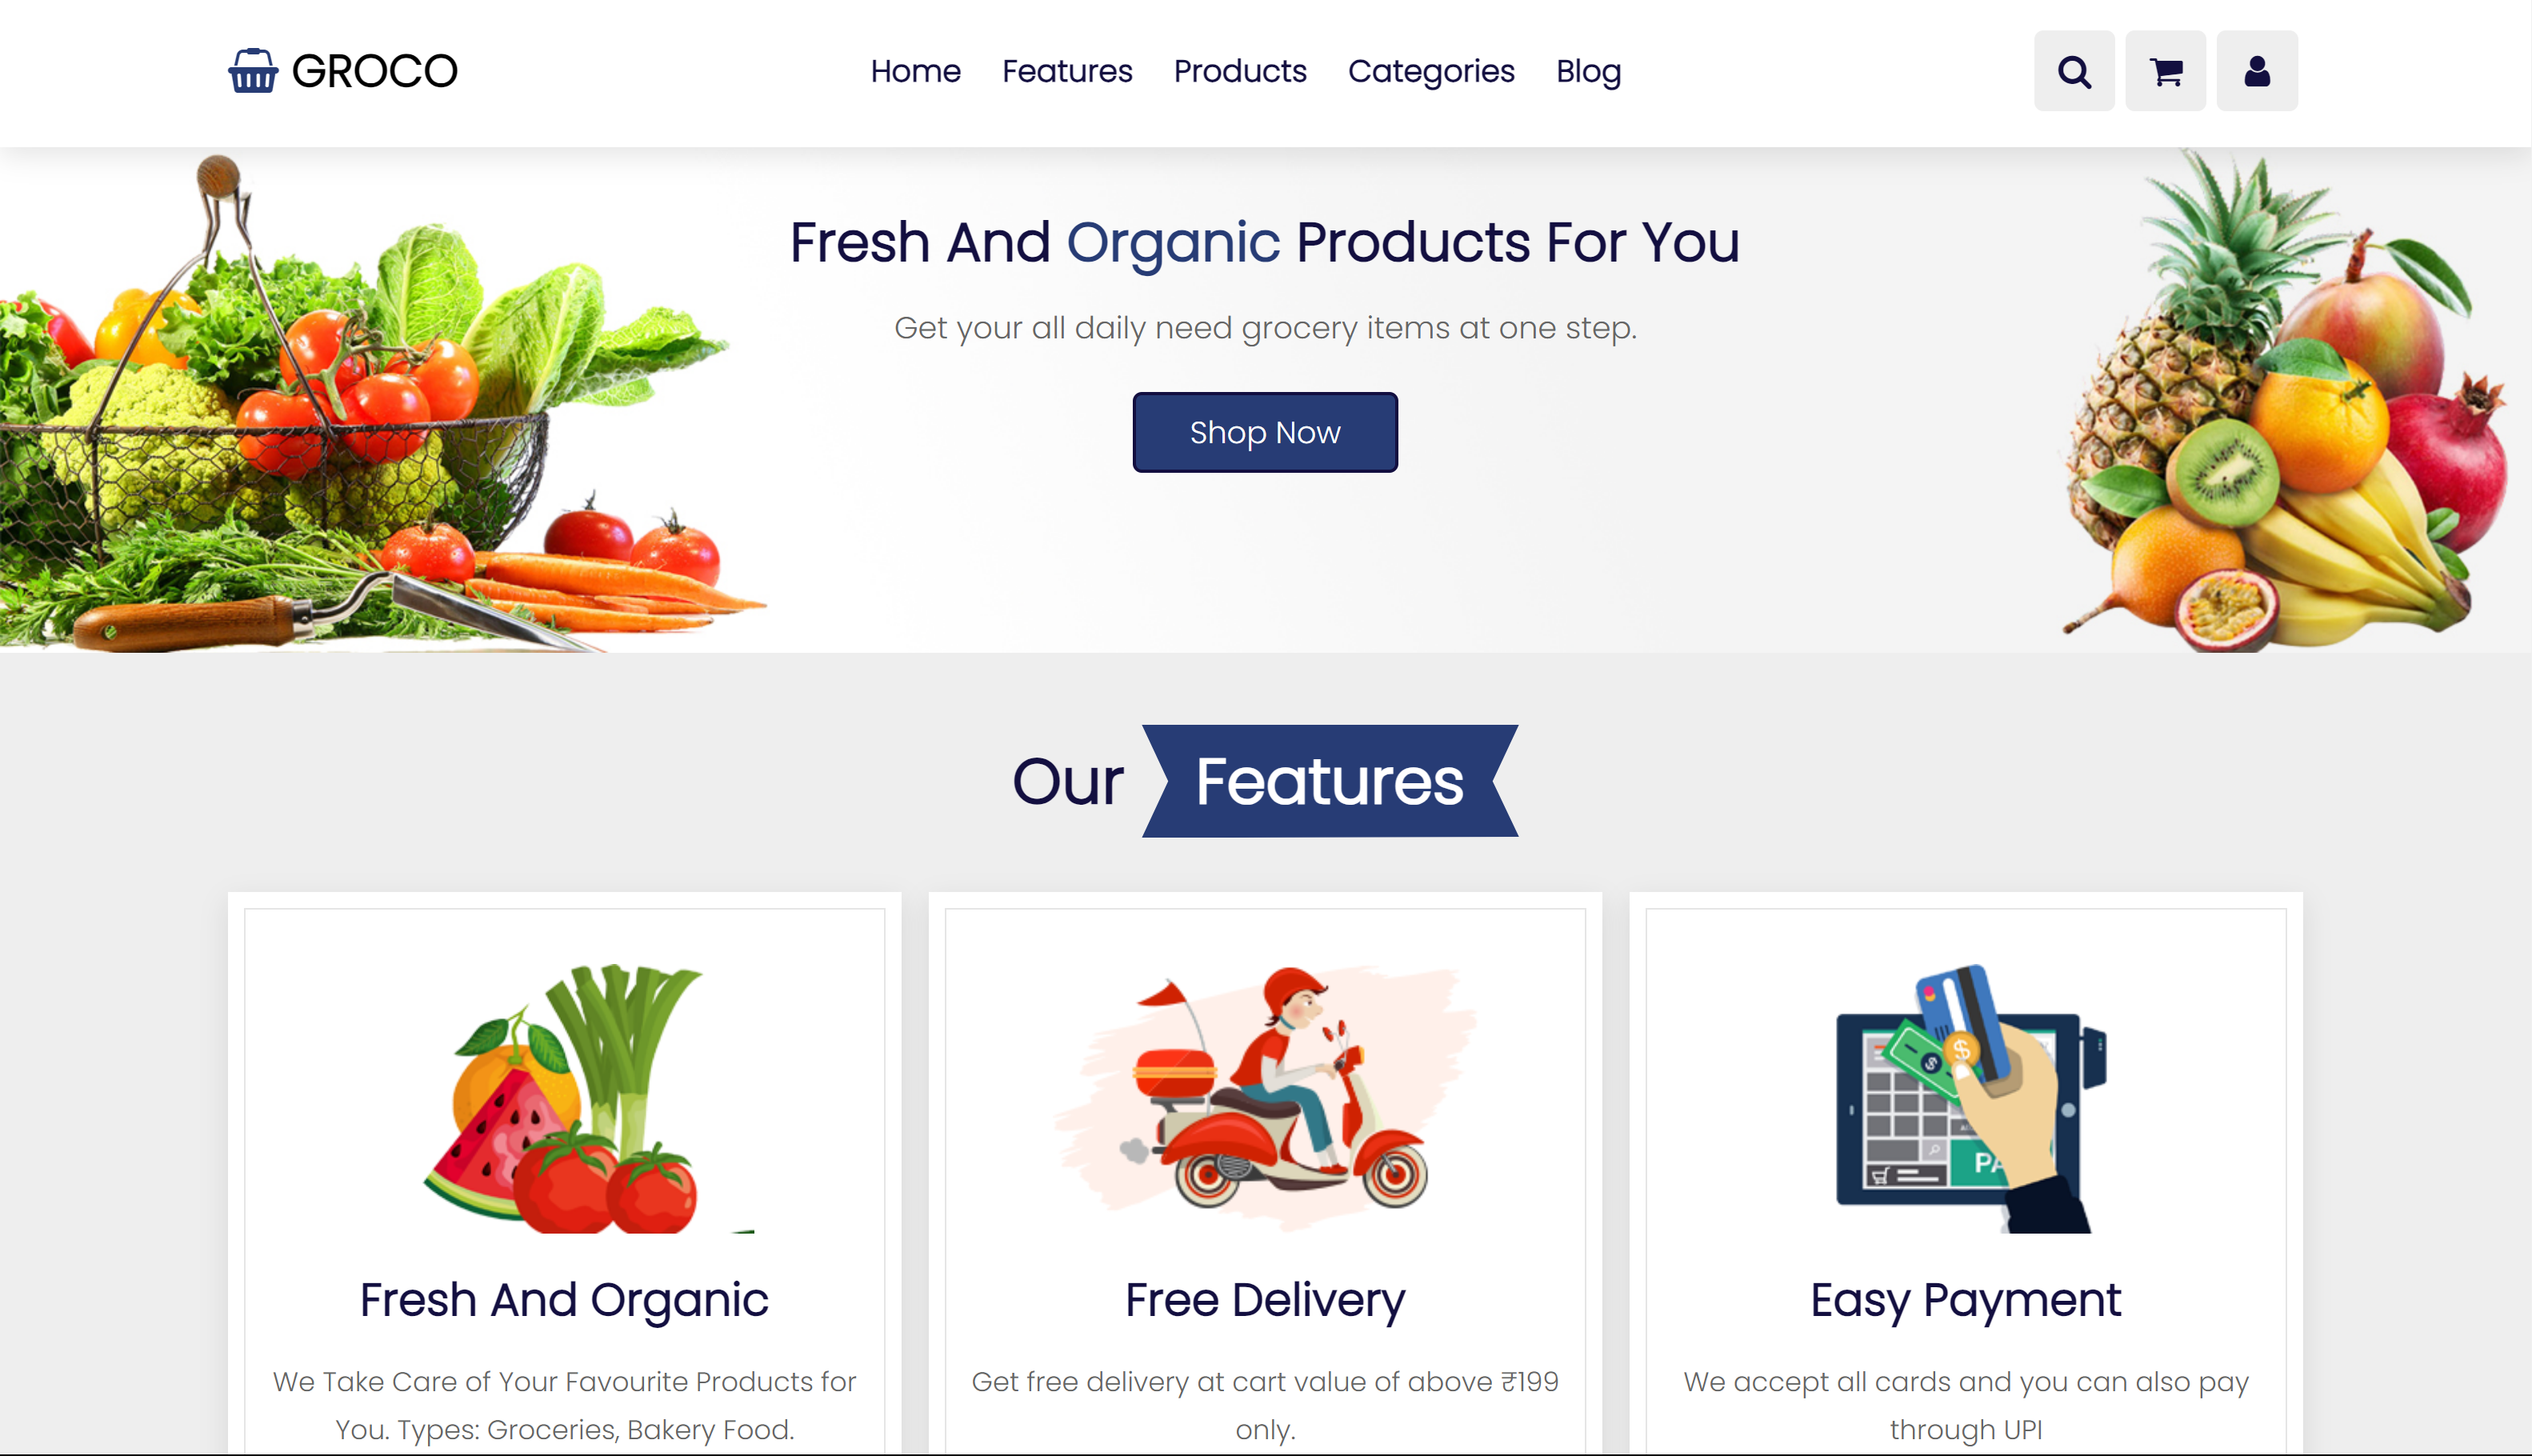 GROCO
Home Features Products Categories Blog
Fresh And Organic Products For You
Get your all daily need grocery items at one step.
Shop Now
Our Features
Fresh And Organic
We Take Care of Your Favourite Products for
You. Types: Groceries, Bakery Food.
Free Delivery
Get free delivery at cart value of above ₹199
only.
Easy Payment
We accept all cards and you can also pay
through UPI